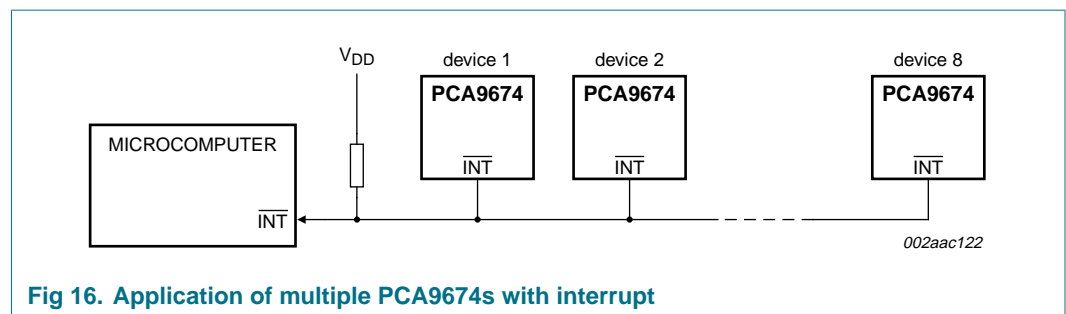 V_DD
device 1
device 2
device 8
PCA9674
PCA9674
PCA9674
MICROCOMPUTER
INT
INT
INT
INT
002aac122
Fig 16. Application of multiple PCA9674s with interrupt